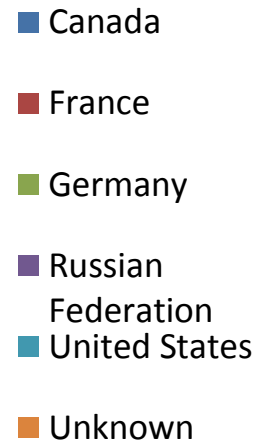 Canada
France
Germany
Russian
Federation
United States
Unknown